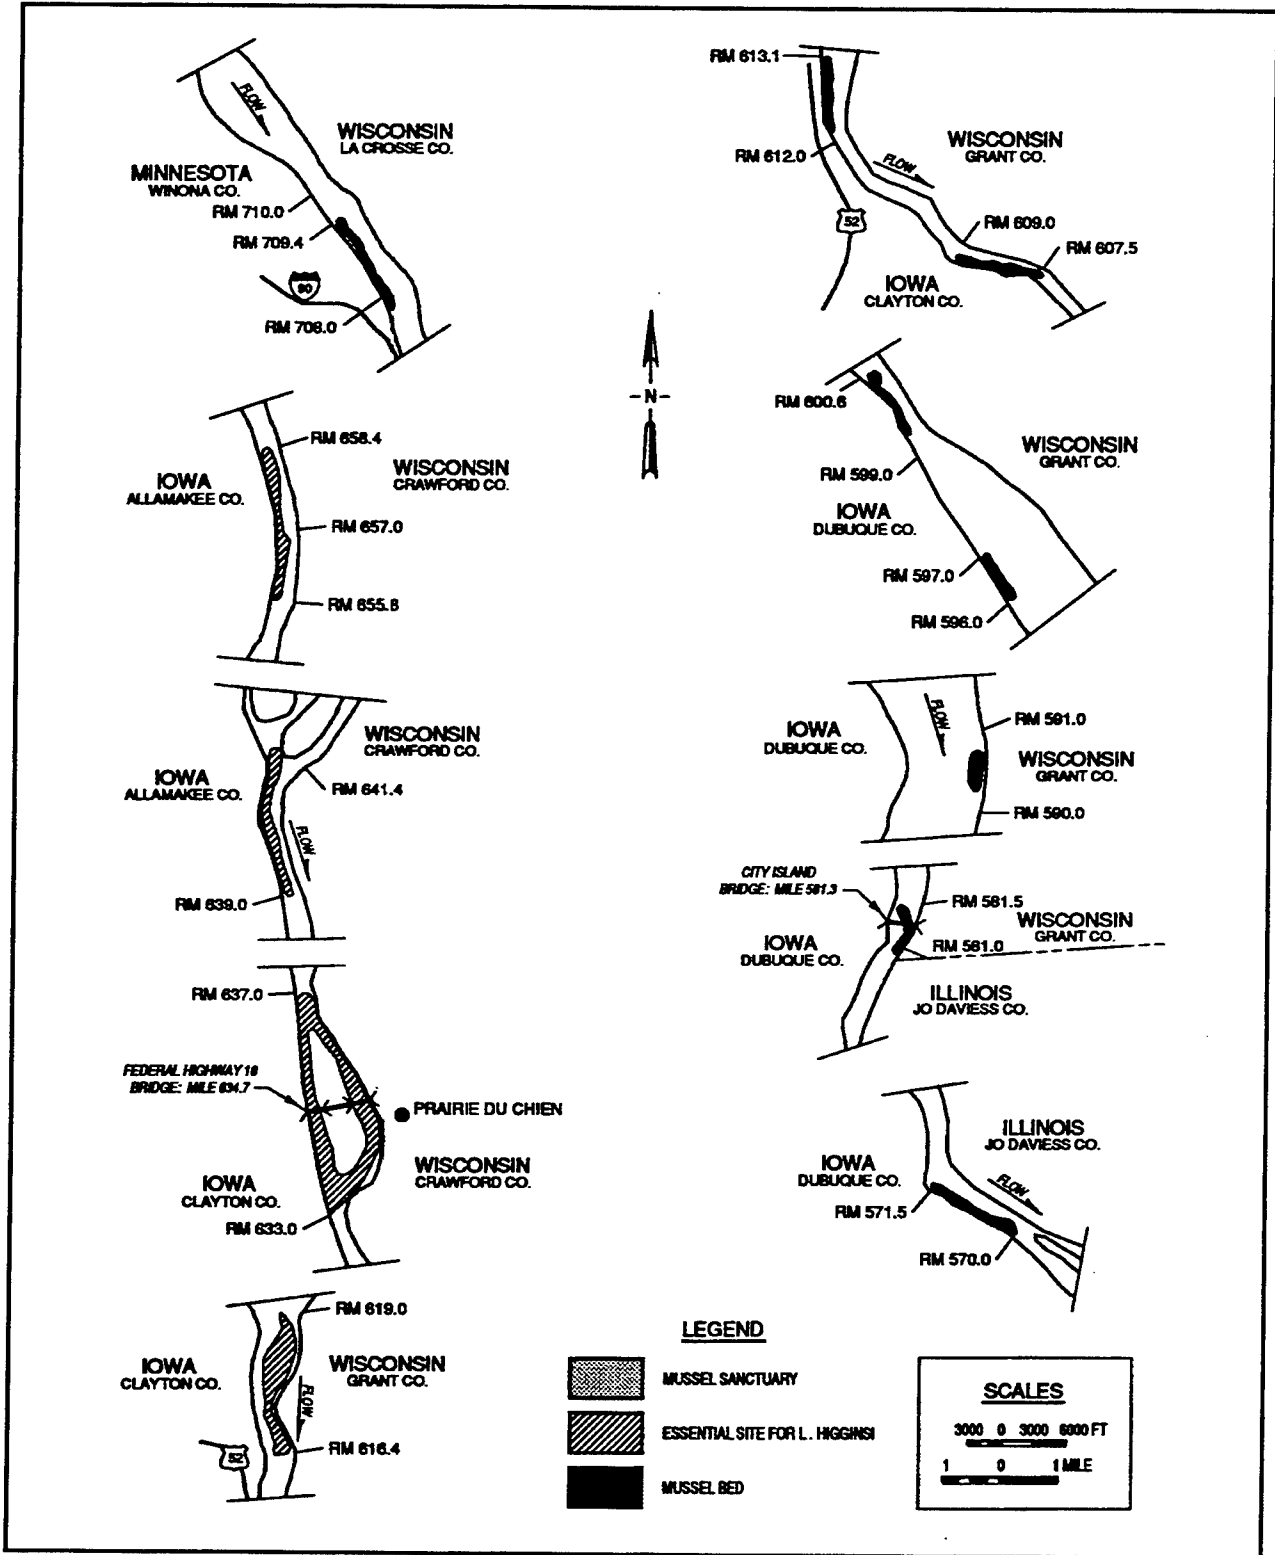 FLOW
WISCONSIN
LA CROSSE CO.
MINNESOTA
WINONA CO.
RM 710.0
RM 709.4
90
RM 708.0
IOWA
ALLAMAKEE CO.
RM 658.4
WISCONSIN
CRAWFORD CO.
RM 657.0
RM 655.8
WISCONSIN
CRAWFORD CO.
IOWA
ALLAMAKEE CO.
RM 641.4
FLOW
RM 639.0
RM 637.0
FEDERAL HIGHWAY 18
BRIDGE: MILE 634.7
PRAIRIE DU CHIEN
IOWA
CLAYTON CO.
WISCONSIN
CRAWFORD CO.
RM 633.0
RM 619.0
IOWA
CLAYTON CO.
WISCONSIN
GRANT CO.
FLOW
52
RM 616.4
- N -
RM 613.1
RM 612.0
FLOW
WISCONSIN
GRANT CO.
52
RM 609.0
RM 607.5
IOWA
CLAYTON CO.
RM 600.6
WISCONSIN
GRANT CO.
RM 599.0
IOWA
DUBUQUE CO.
RM 597.0
RM 596.0
IOWA
DUBUQUE CO.
FLOW
RM 591.0
WISCONSIN
GRANT CO.
RM 590.0
CITY ISLAND
BRIDGE: MILE 581.3
RM 581.5
WISCONSIN
GRANT CO.
IOWA
DUBUQUE CO.
RM 581.0
ILLINOIS
JO DAVIESS CO.
ILLINOIS
JO DAVIESS CO.
IOWA
DUBUQUE CO.
FLOW
RM 571.5
RM 570.0
LEGEND
MUSSEL SANCTUARY
ESSENTIAL SITE FOR L. HIGGINSI
MUSSEL BED
SCALES
3000 0 3000 6000 FT
1 0 1 MILE